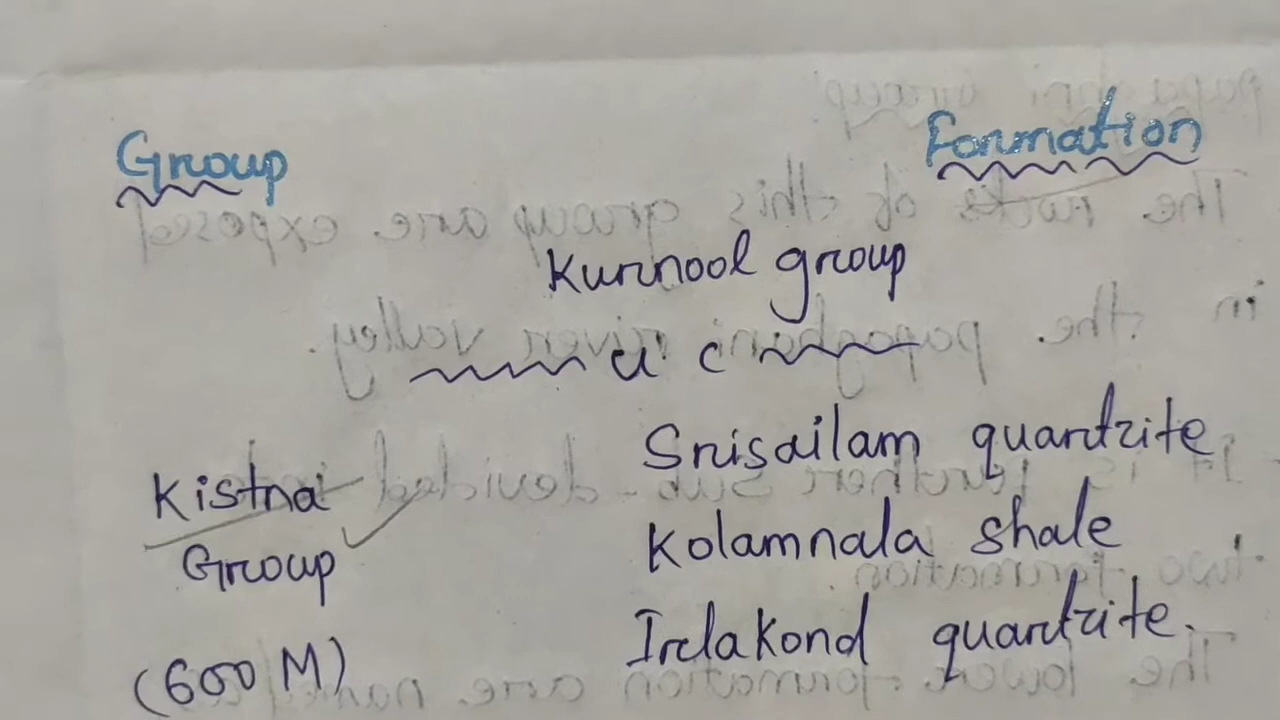 Group Formation
Kurnool group
u c
Srisailam quartzite
Kistna
Kolamnala shale
Group
Irlakond quartzite.
(600 M)